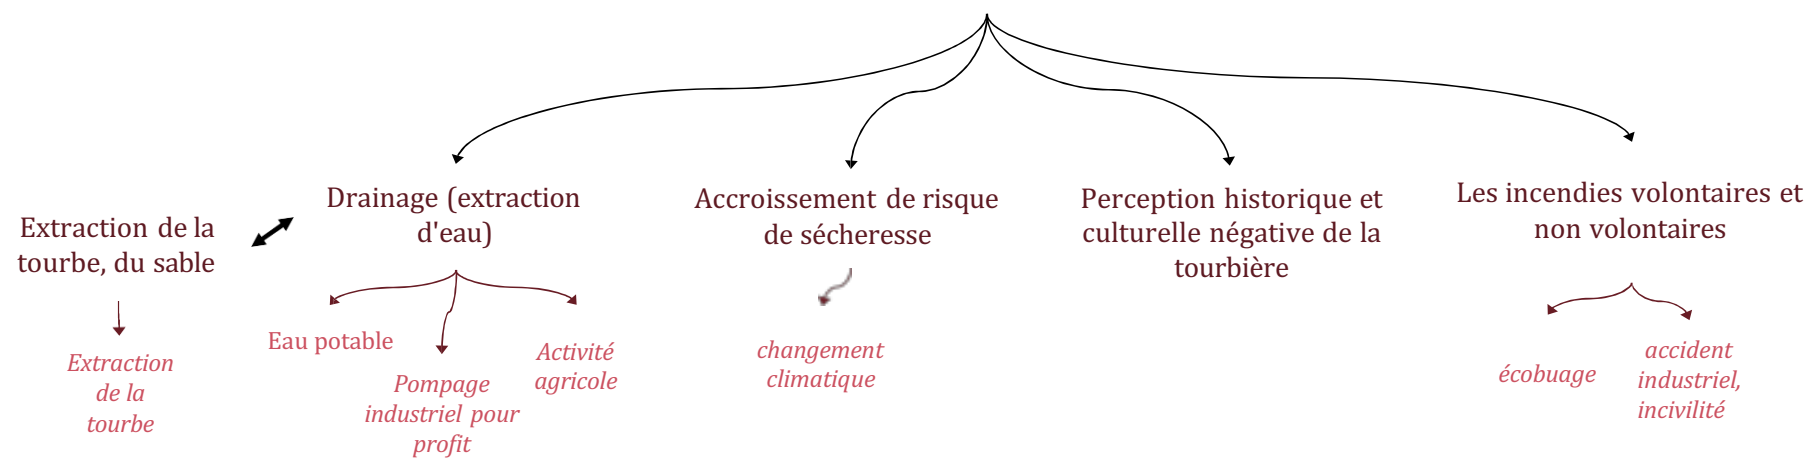 Extraction de la
tourbe, du sable
Extraction
de la
tourbe
Drainage (extraction
d'eau)
Eau potable
Pompage
industriel pour
profit
Activité
agricole
Accroissement de risque
de sécheresse
changement
climatique
Perception historique et
culturelle négative de la
tourbière
Les incendies volontaires et
non volontaires
écobuage
accident
industriel,
incivilité